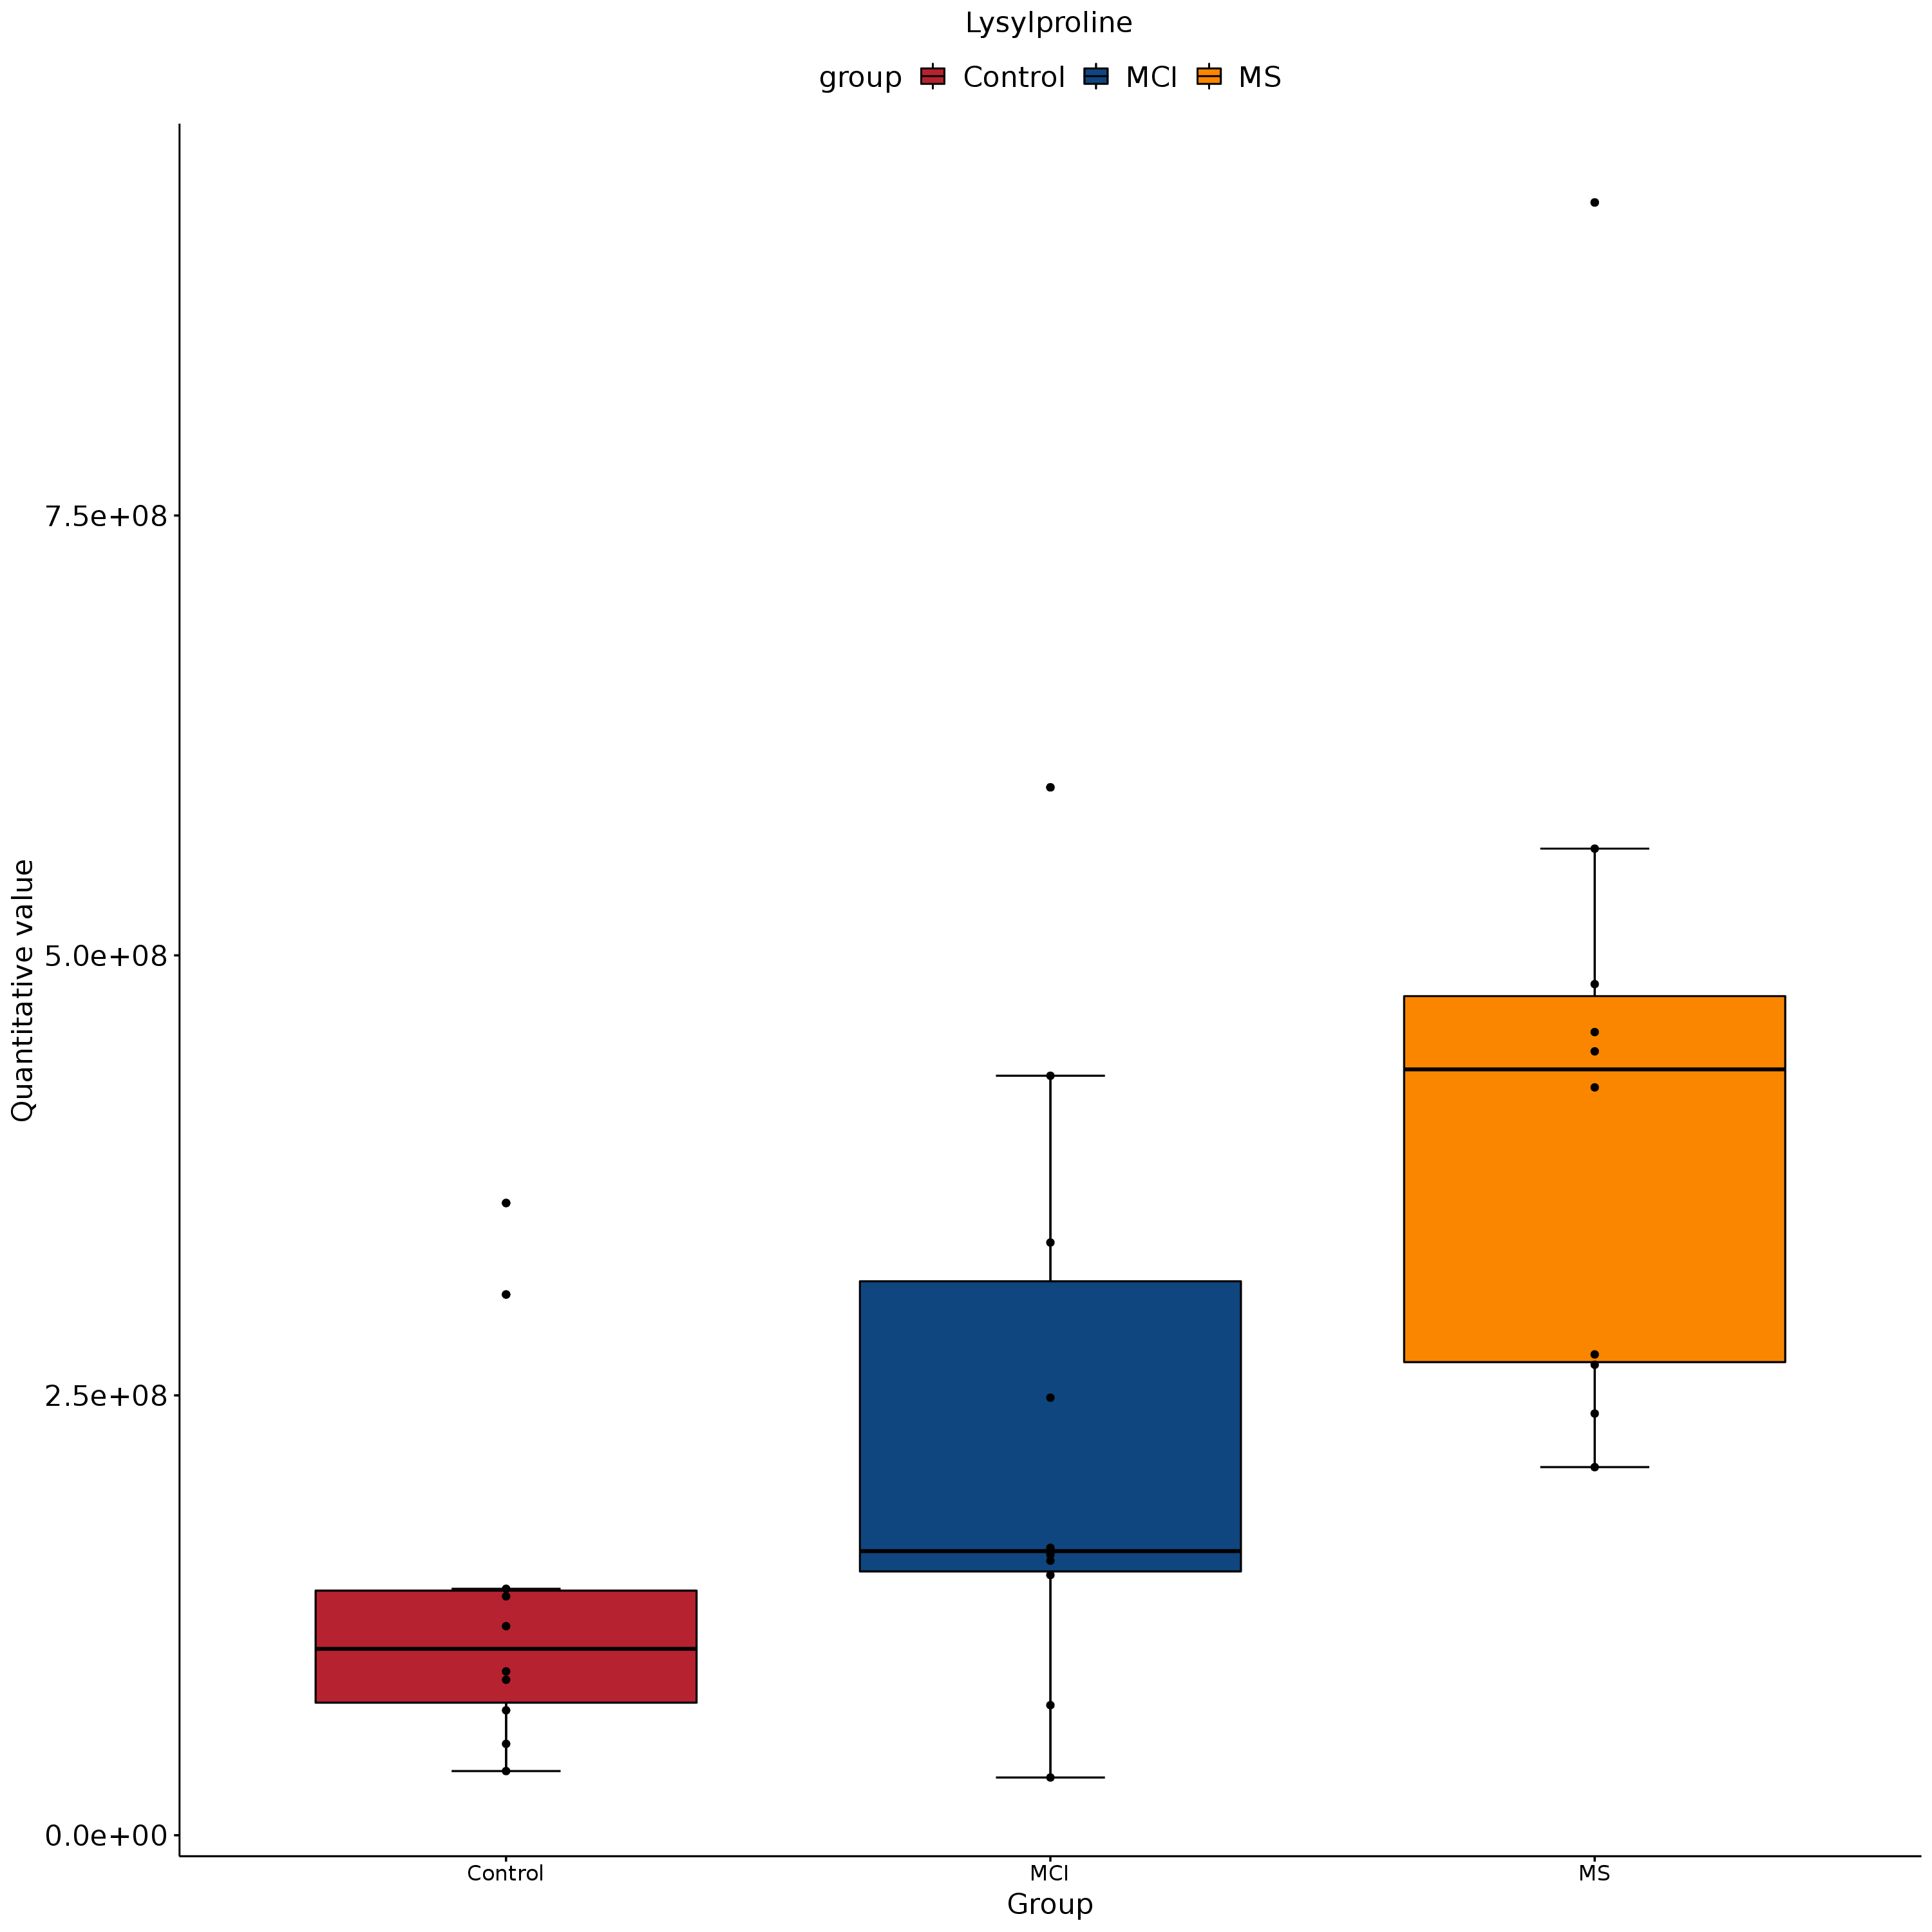 Lysylproline
group Control MCI MS
Quantitative value
7.5e+08
5.0e+08
2.5e+08
0.0e+00
Control MCI MS
Group